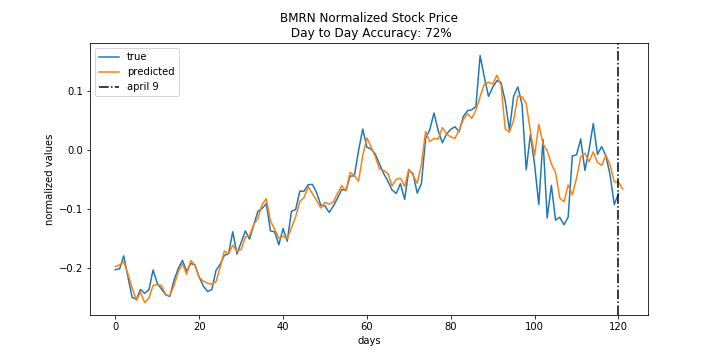 BMRN Normalized Stock Price
Day to Day Accuracy: 72%
true
predicted
april 9
normalized values
0.1
0.0
−0.1
−0.2
0
20
40
60
80
100
120
days